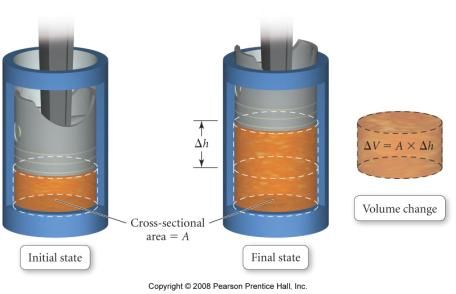 Δh
ΔV = A × Δh
Cross-sectional
area = A
Volume change
Initial state
Final state
Copyright © 2008 Pearson Prentice Hall, Inc.